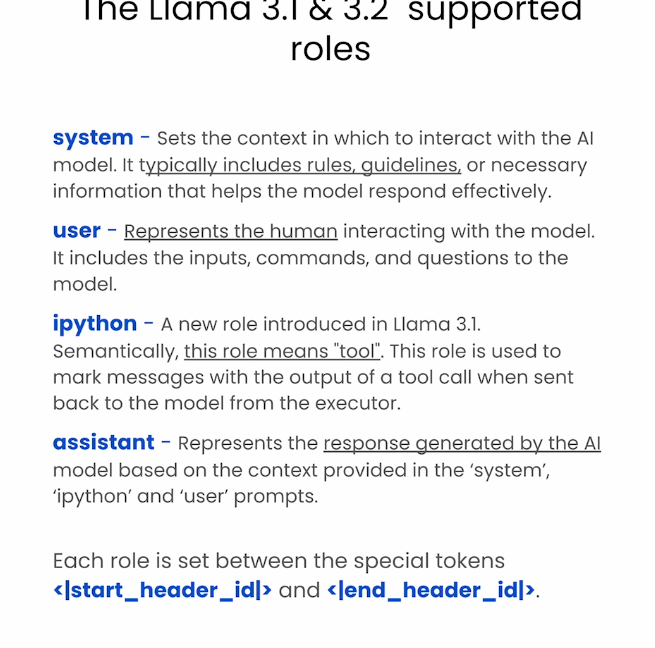 The Llama 3.1 & 3.2 supported
roles
system - Sets the context in which to interact with the AI
model. It typically includes rules, guidelines, or necessary
information that helps the model respond effectively.
user - Represents the human interacting with the model.
It includes the inputs, commands, and questions to the
model.
ipython - A new role introduced in Llama 3.1.
Semantically, this role means "tool". This role is used to
mark messages with the output of a tool call when sent
back to the model from the executor.
assistant - Represents the response generated by the AI
model based on the context provided in the ‘system’,
‘ipython’ and ‘user’ prompts.
Each role is set between the special tokens
<|start_header_id|> and <|end_header_id|>.